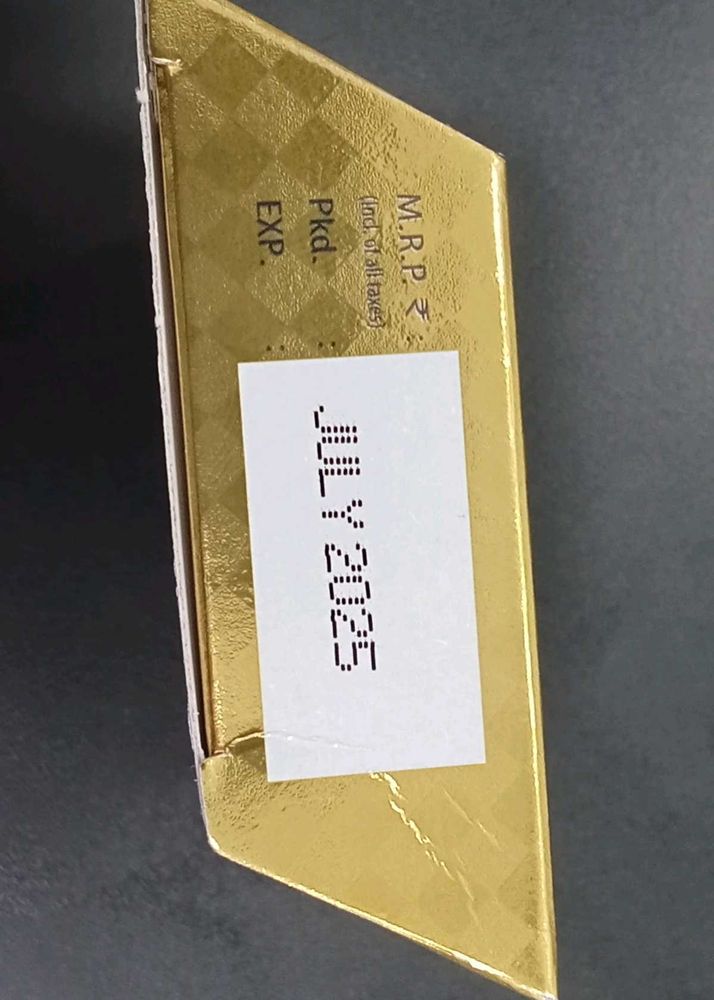 M.R.P. ₹ :
(Incl. of all taxes)
Pkd. :
EXP. :
JULY 2025